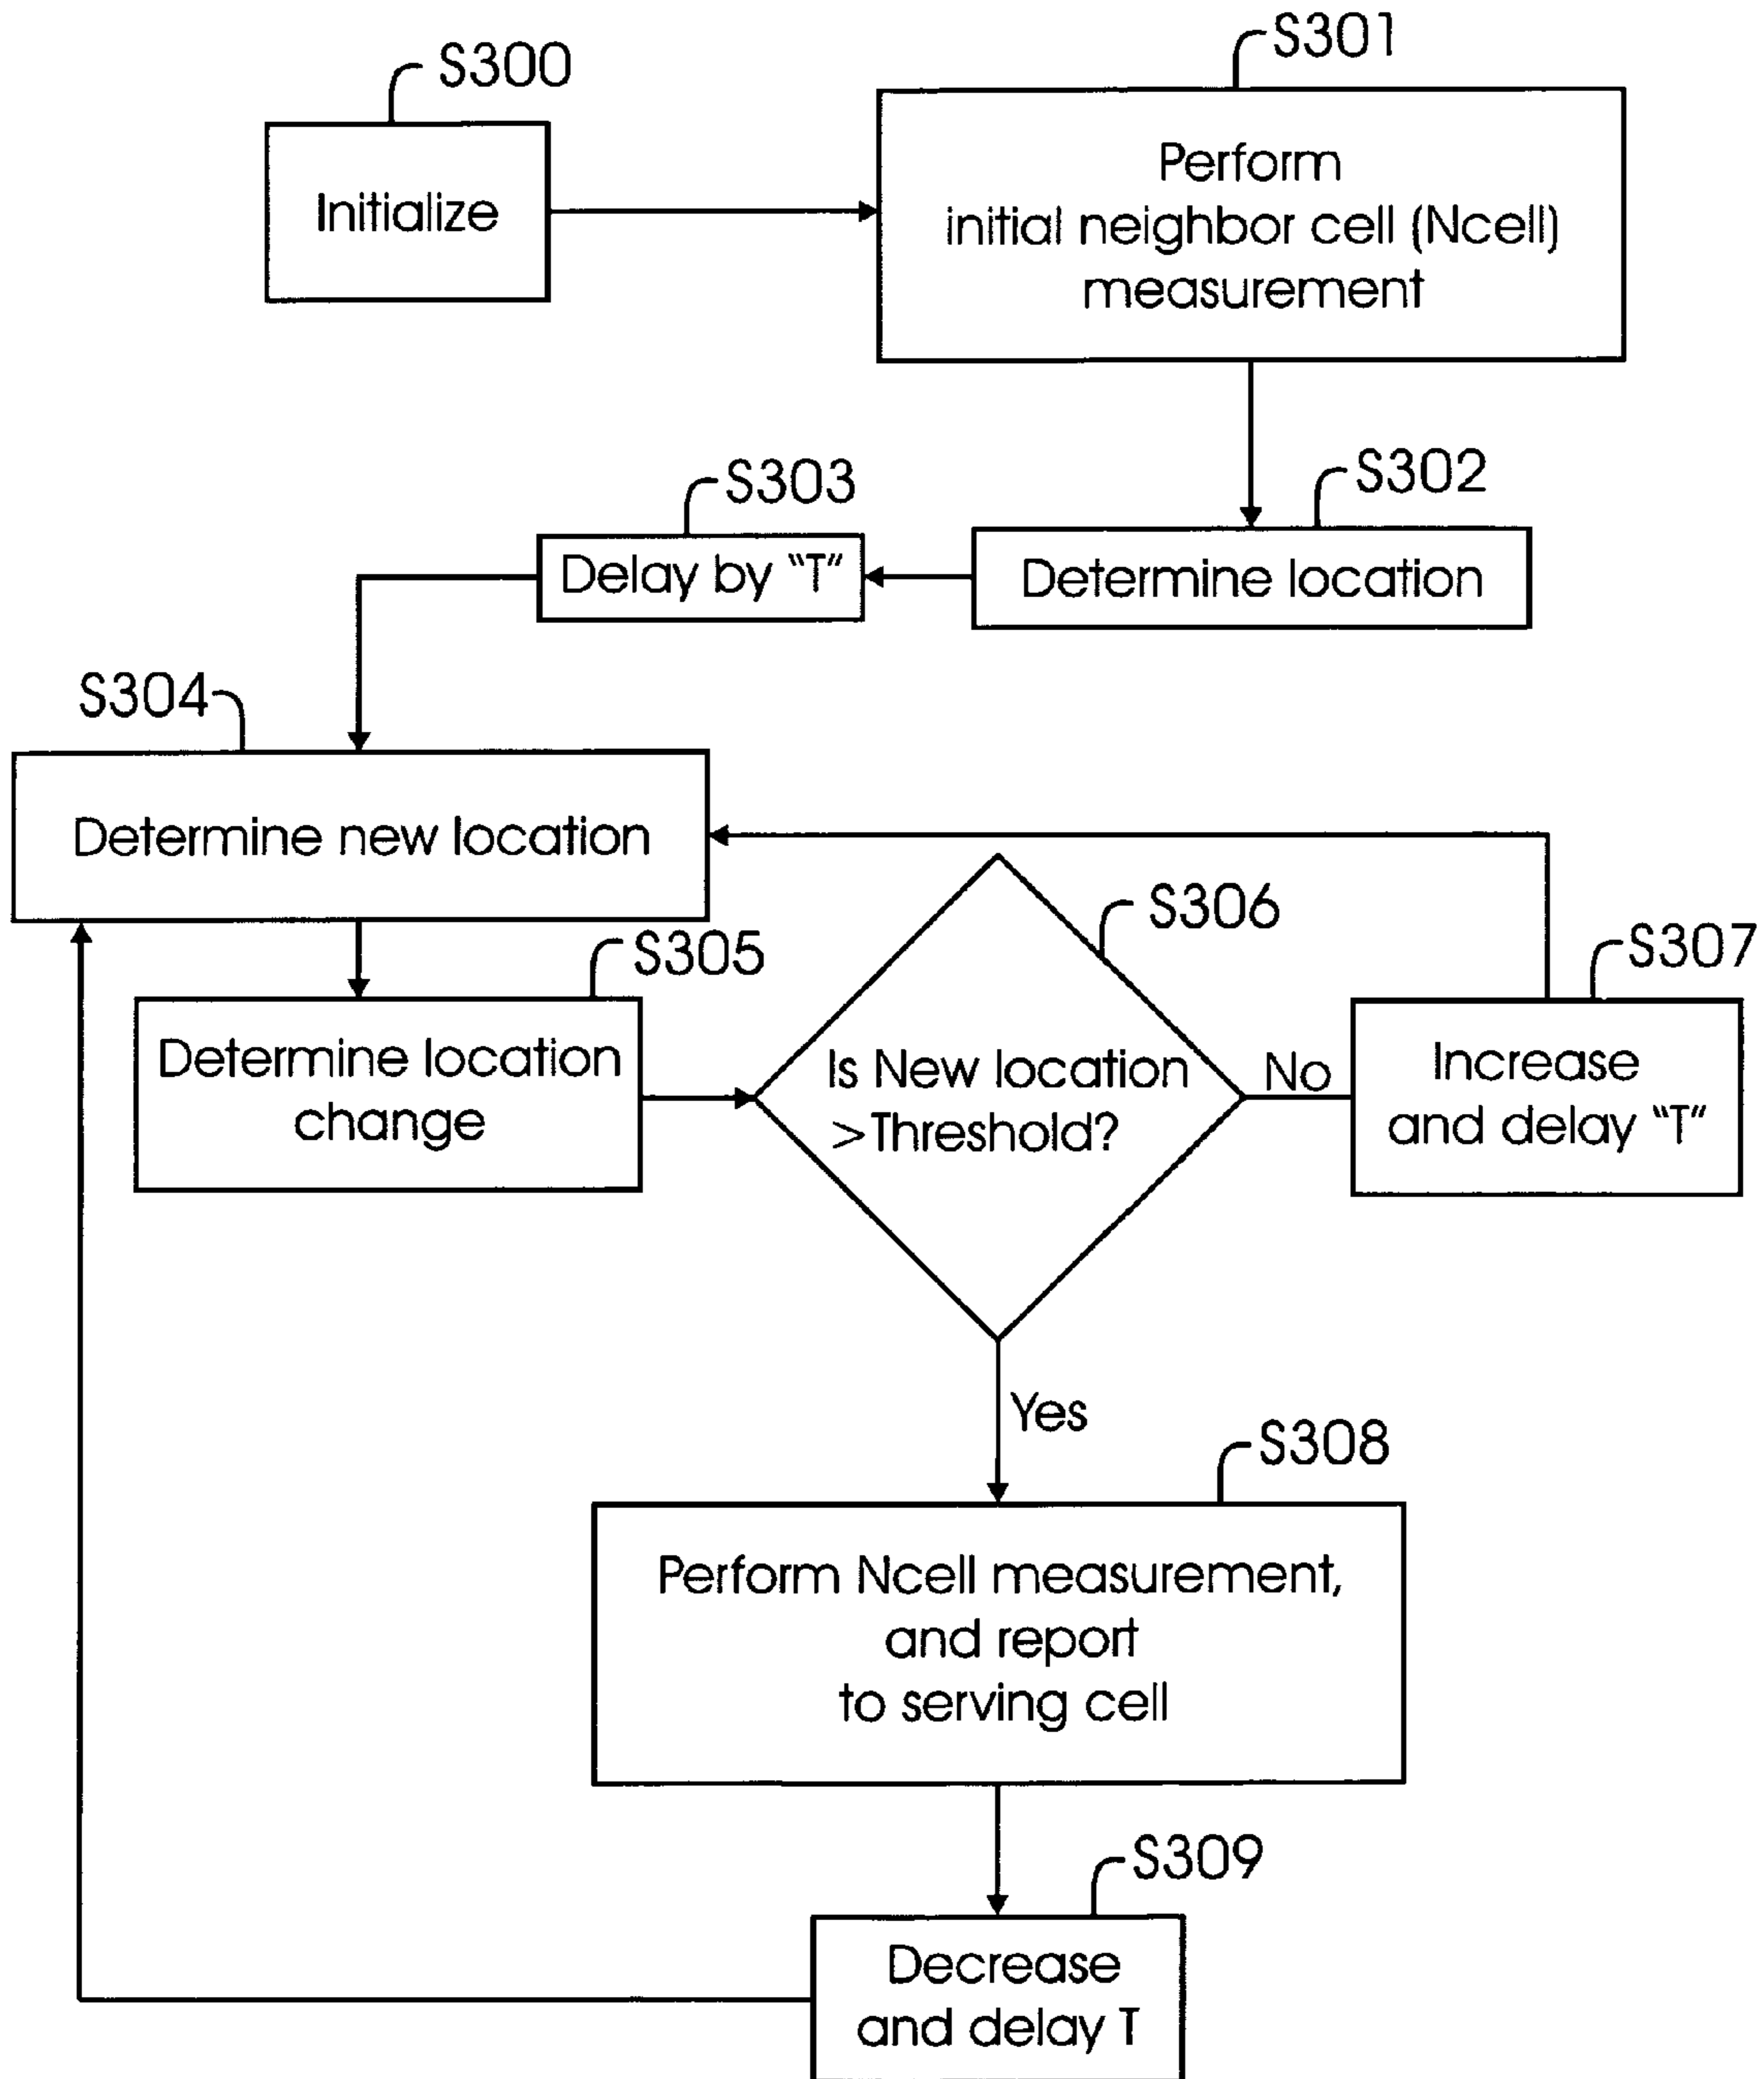 S300
Initialize
S301
Perform
initial neighbor cell (Ncell)
measurement
S302
Determine location
S303
Delay by “T”
S304
Determine new location
S305
Determine location
change
S306
Is New location
>Threshold?
No
S307
Increase
and delay “T”
Yes
S308
Perform Ncell measurement,
and report
to serving cell
S309
Decrease
and delay T